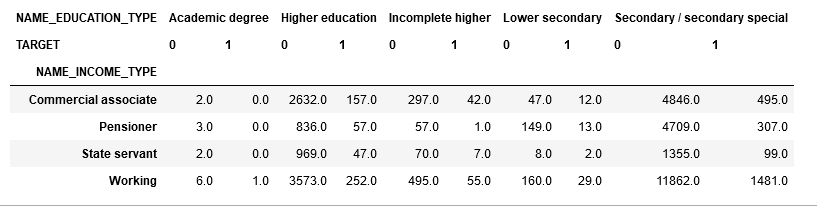 NAME_EDUCATION_TYPE Academic degree Higher education Incomplete higher Lower secondary Secondary / secondary special
TARGET 0 1 0 1 0 1 0 1 0 1
NAME_INCOME_TYPE
Commercial associate 2.0 0.0 2632.0 157.0 297.0 42.0 47.0 12.0 4846.0 495.0
Pensioner 3.0 0.0 836.0 57.0 57.0 1.0 149.0 13.0 4709.0 307.0
State servant 2.0 0.0 969.0 47.0 70.0 7.0 8.0 2.0 1355.0 99.0
Working 6.0 1.0 3573.0 252.0 495.0 55.0 160.0 29.0 11862.0 1481.0